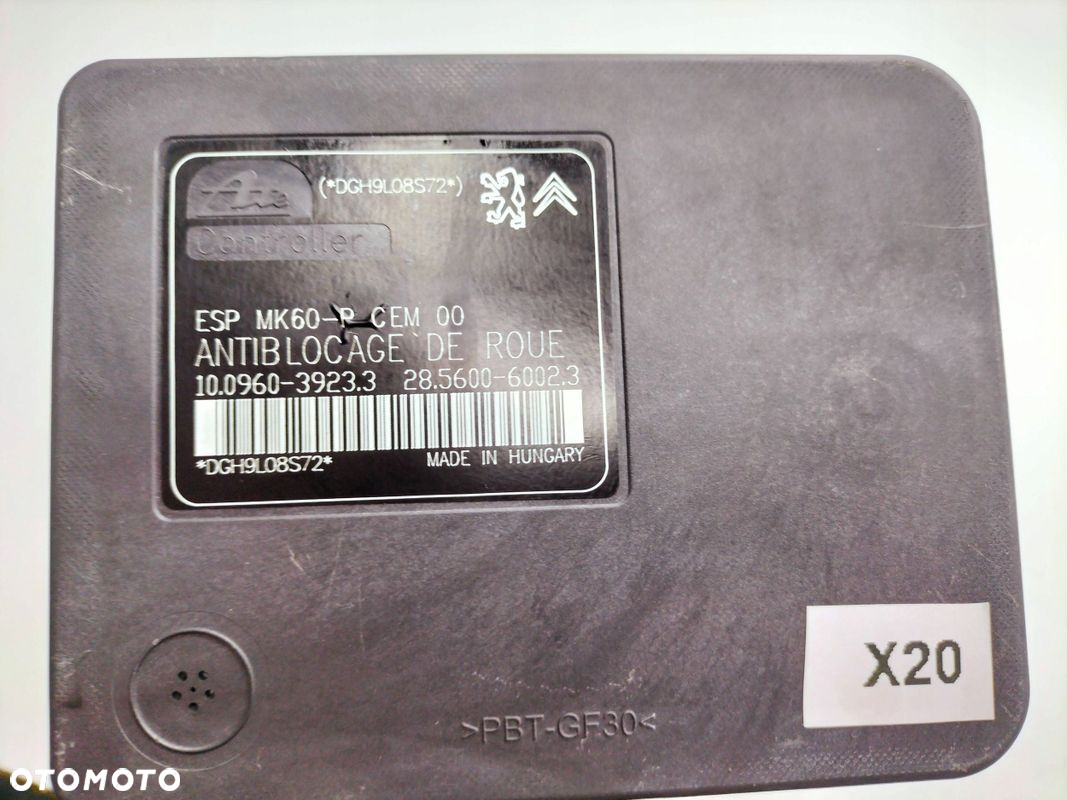 Ate
(*DGH9L08S72*)
Controller
ESP MK60-P CEM 00
ANTIBLOCAGE DE ROUE
10.0960-3923.3 28.5600-6002.3
*DGH9L08S72*
MADE IN HUNGARY
X20
>PBT-GF30<
OTOMOTO